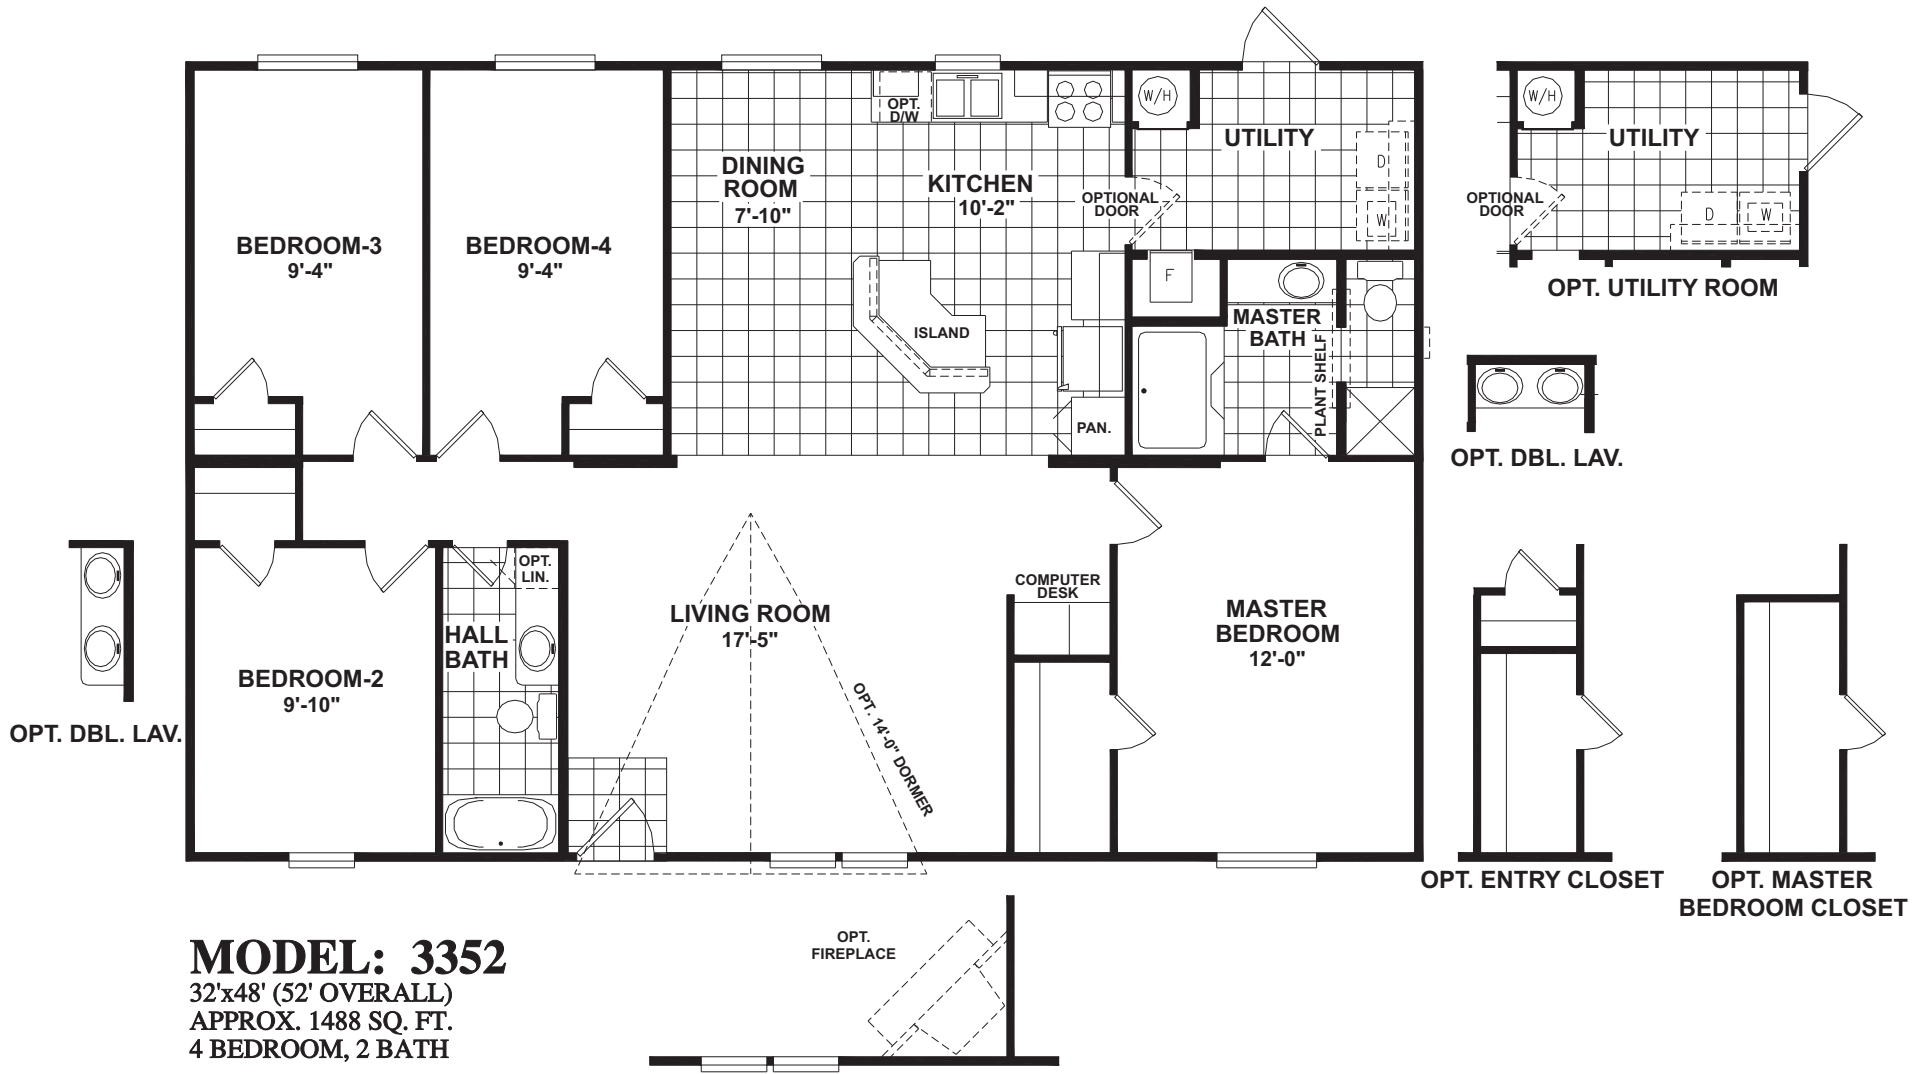 W/H
OPT.
D/W
UTILITY
D
W
DINING
ROOM
7'-10"
KITCHEN
10'-2"
OPTIONAL
DOOR
BEDROOM-3
9'-4"
BEDROOM-4
9'-4"
F
ISLAND
MASTER
BATH
PLANT SHELF
PAN.
W/H
UTILITY
OPTIONAL
DOOR
D
W
OPT. UTILITY ROOM
OPT. DBL. LAV.
OPT.
LIN.
COMPUTER
DESK
LIVING ROOM
17'-5"
MASTER
BEDROOM
12'-0"
HALL
BATH
BEDROOM-2
9'-10"
OPT. 14'-0" DORMER
OPT. DBL. LAV.
OPT. ENTRY CLOSET
OPT. MASTER
BEDROOM CLOSET
OPT.
FIREPLACE
MODEL: 3352
32'x48' (52' OVERALL)
APPROX. 1488 SQ. FT.
4 BEDROOM, 2 BATH